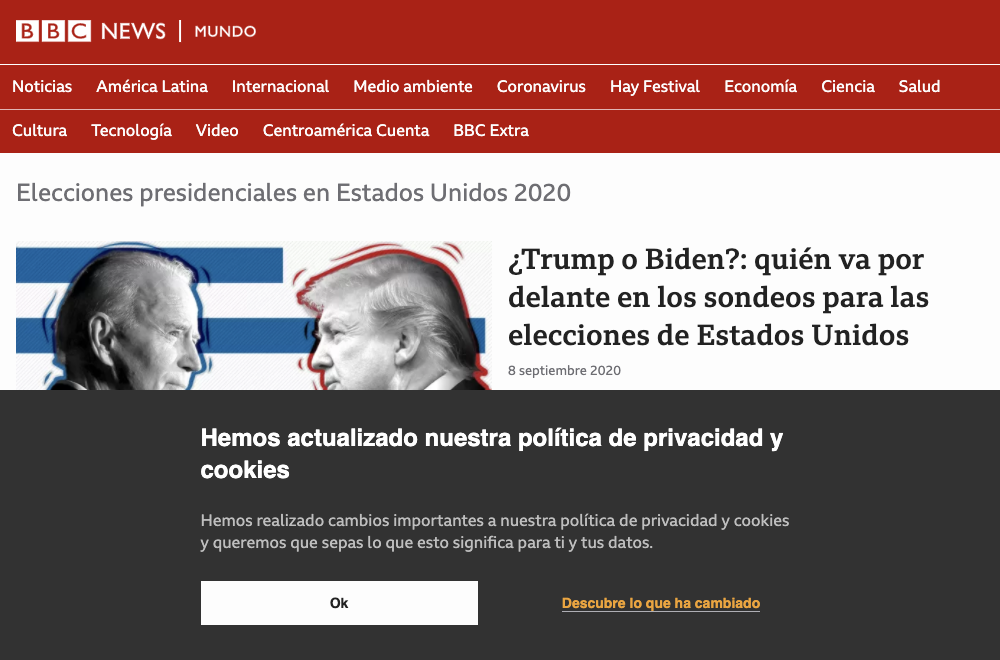 BBC NEWS | MUNDO
Noticias América Latina Internacional Medio ambiente Coronavirus Hay Festival Economía Ciencia Salud
Cultura Tecnología Video Centroamérica Cuenta BBC Extra
Elecciones presidenciales en Estados Unidos 2020
¿Trump o Biden?: quién va por
delante en los sondeos para las
elecciones de Estados Unidos
8 septiembre 2020
Hemos actualizado nuestra política de privacidad y
cookies
Hemos realizado cambios importantes a nuestra política de privacidad y cookies
y queremos que sepas lo que esto significa para ti y tus datos.
Ok
Descubre lo que ha cambiado